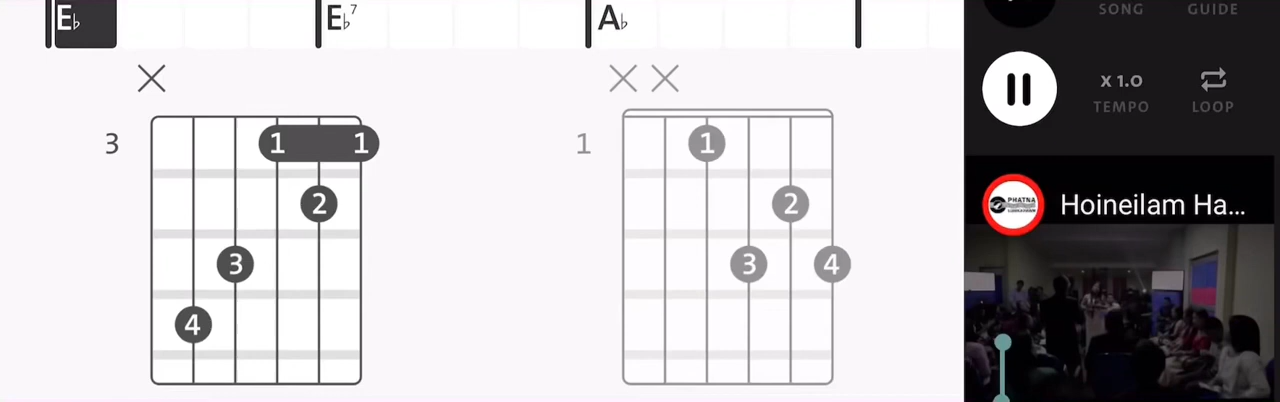 E♭ E♭7 A♭
SONG GUIDE
3 1 1 2 3 4
1 1 2 3 4
X 1.0
TEMPO LOOP
PHATNA
Hoineilam Ha...